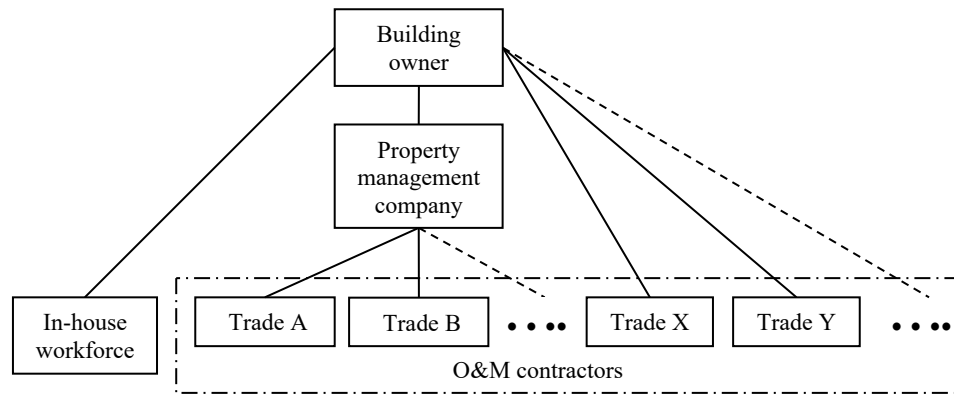 Building
owner
Property
management
company
In-house
workforce
Trade A
Trade B
Trade X
Trade Y
O&M contractors